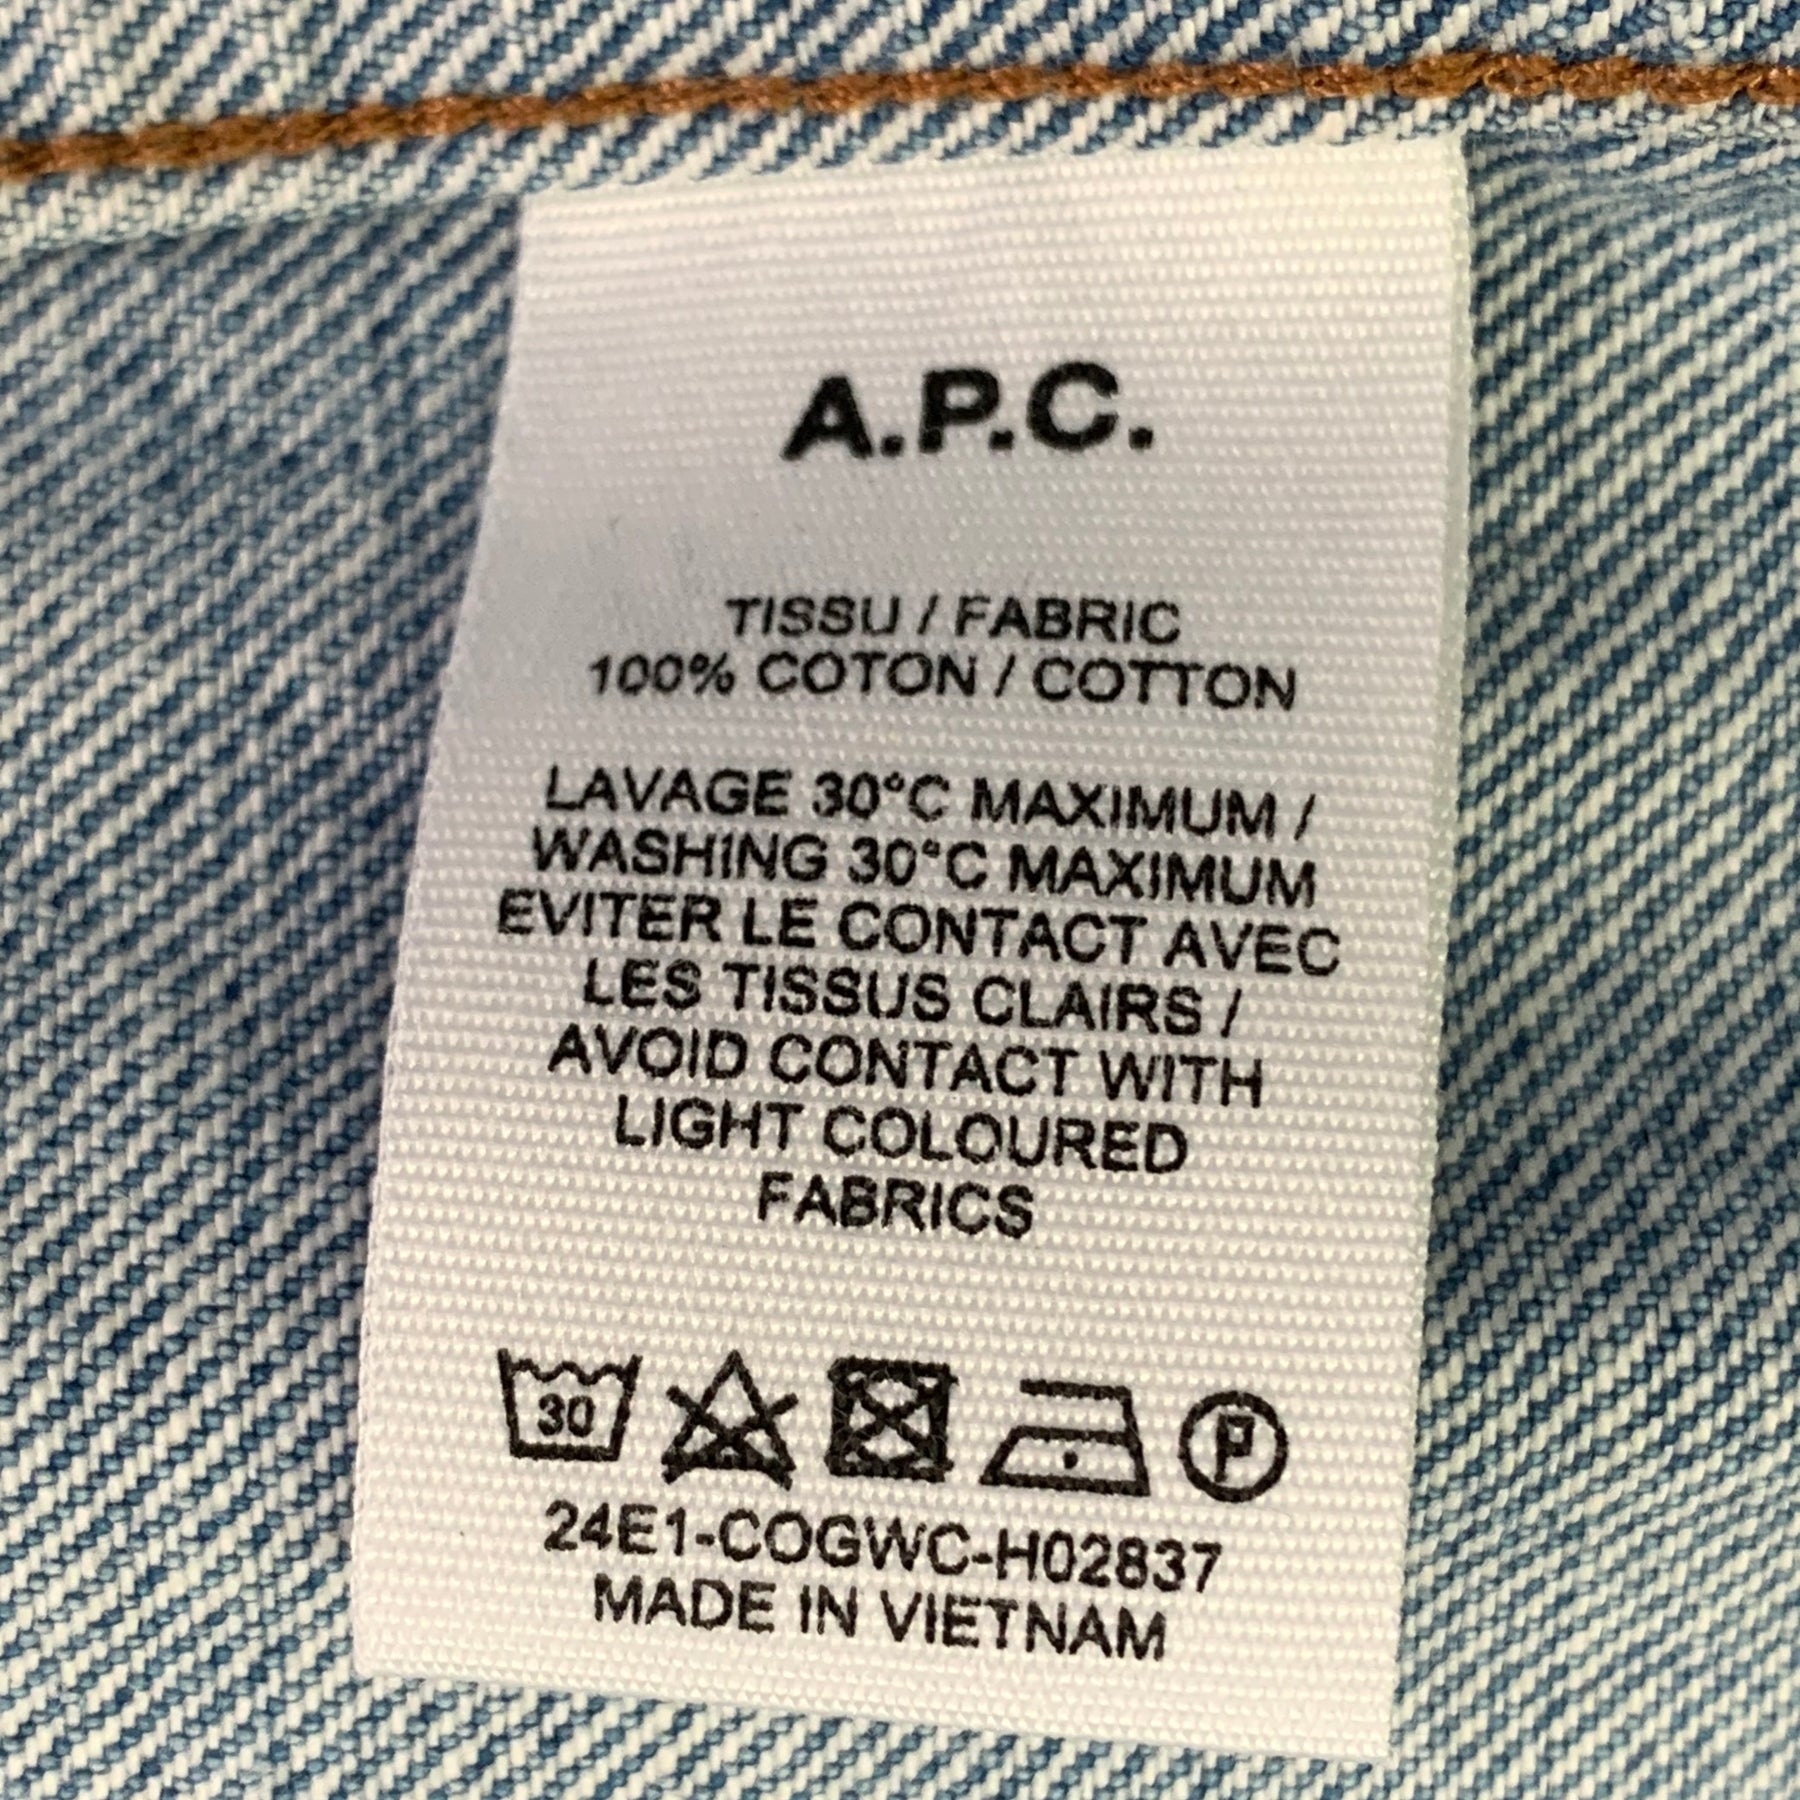 A.P.C.
TISSU / FABRIC
100% COTON / COTTON
LAVAGE 30°C MAXIMUM /
WASHING 30°C MAXIMUM
EVITER LE CONTACT AVEC
LES TISSUS CLAIRS /
AVOID CONTACT WITH
LIGHT COLOURED
FABRICS
30 P
24E1-COGWC-H02837
MADE IN VIETNAM